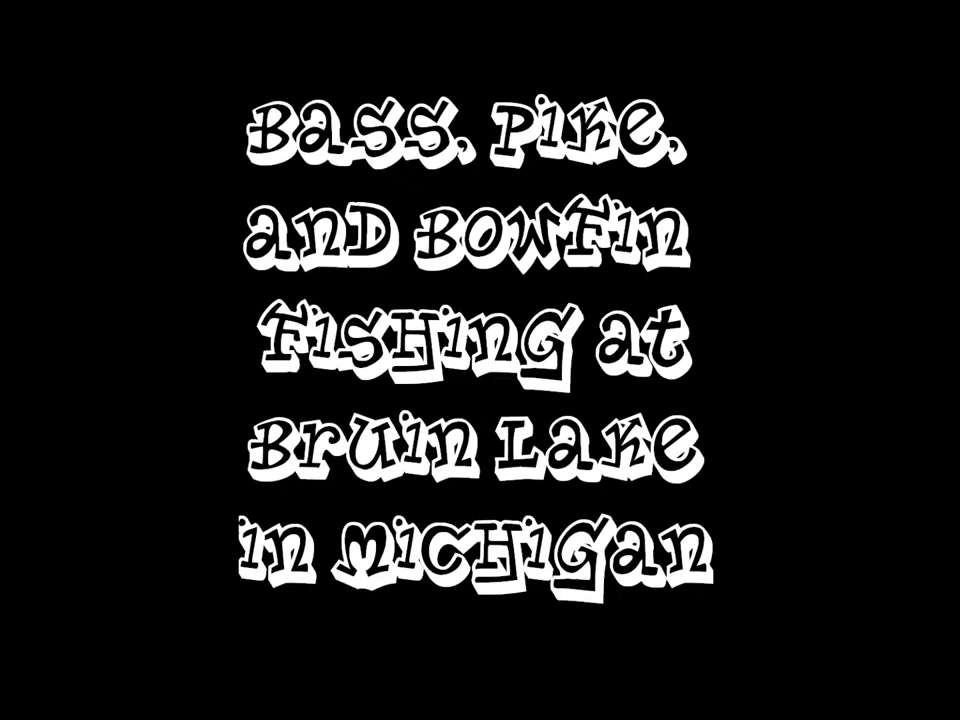 Bass, Pike,
and Bowfin
Fishing at
Bruin Lake
in Michigan